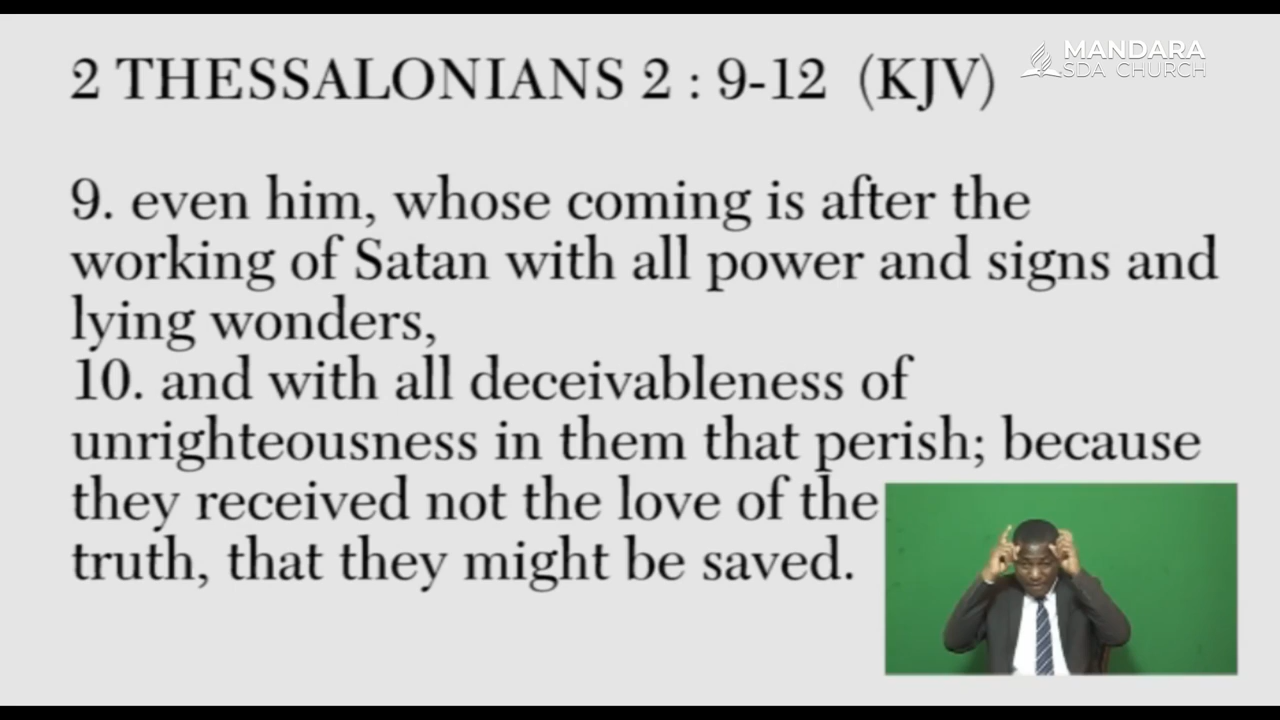 MANDARA
SDA CHURCH
2 THESSALONIANS 2 : 9-12 (KJV)
9. even him, whose coming is after the
working of Satan with all power and signs and
lying wonders,
10. and with all deceivableness of
unrighteousness in them that perish; because
they received not the love of the
truth, that they might be saved.